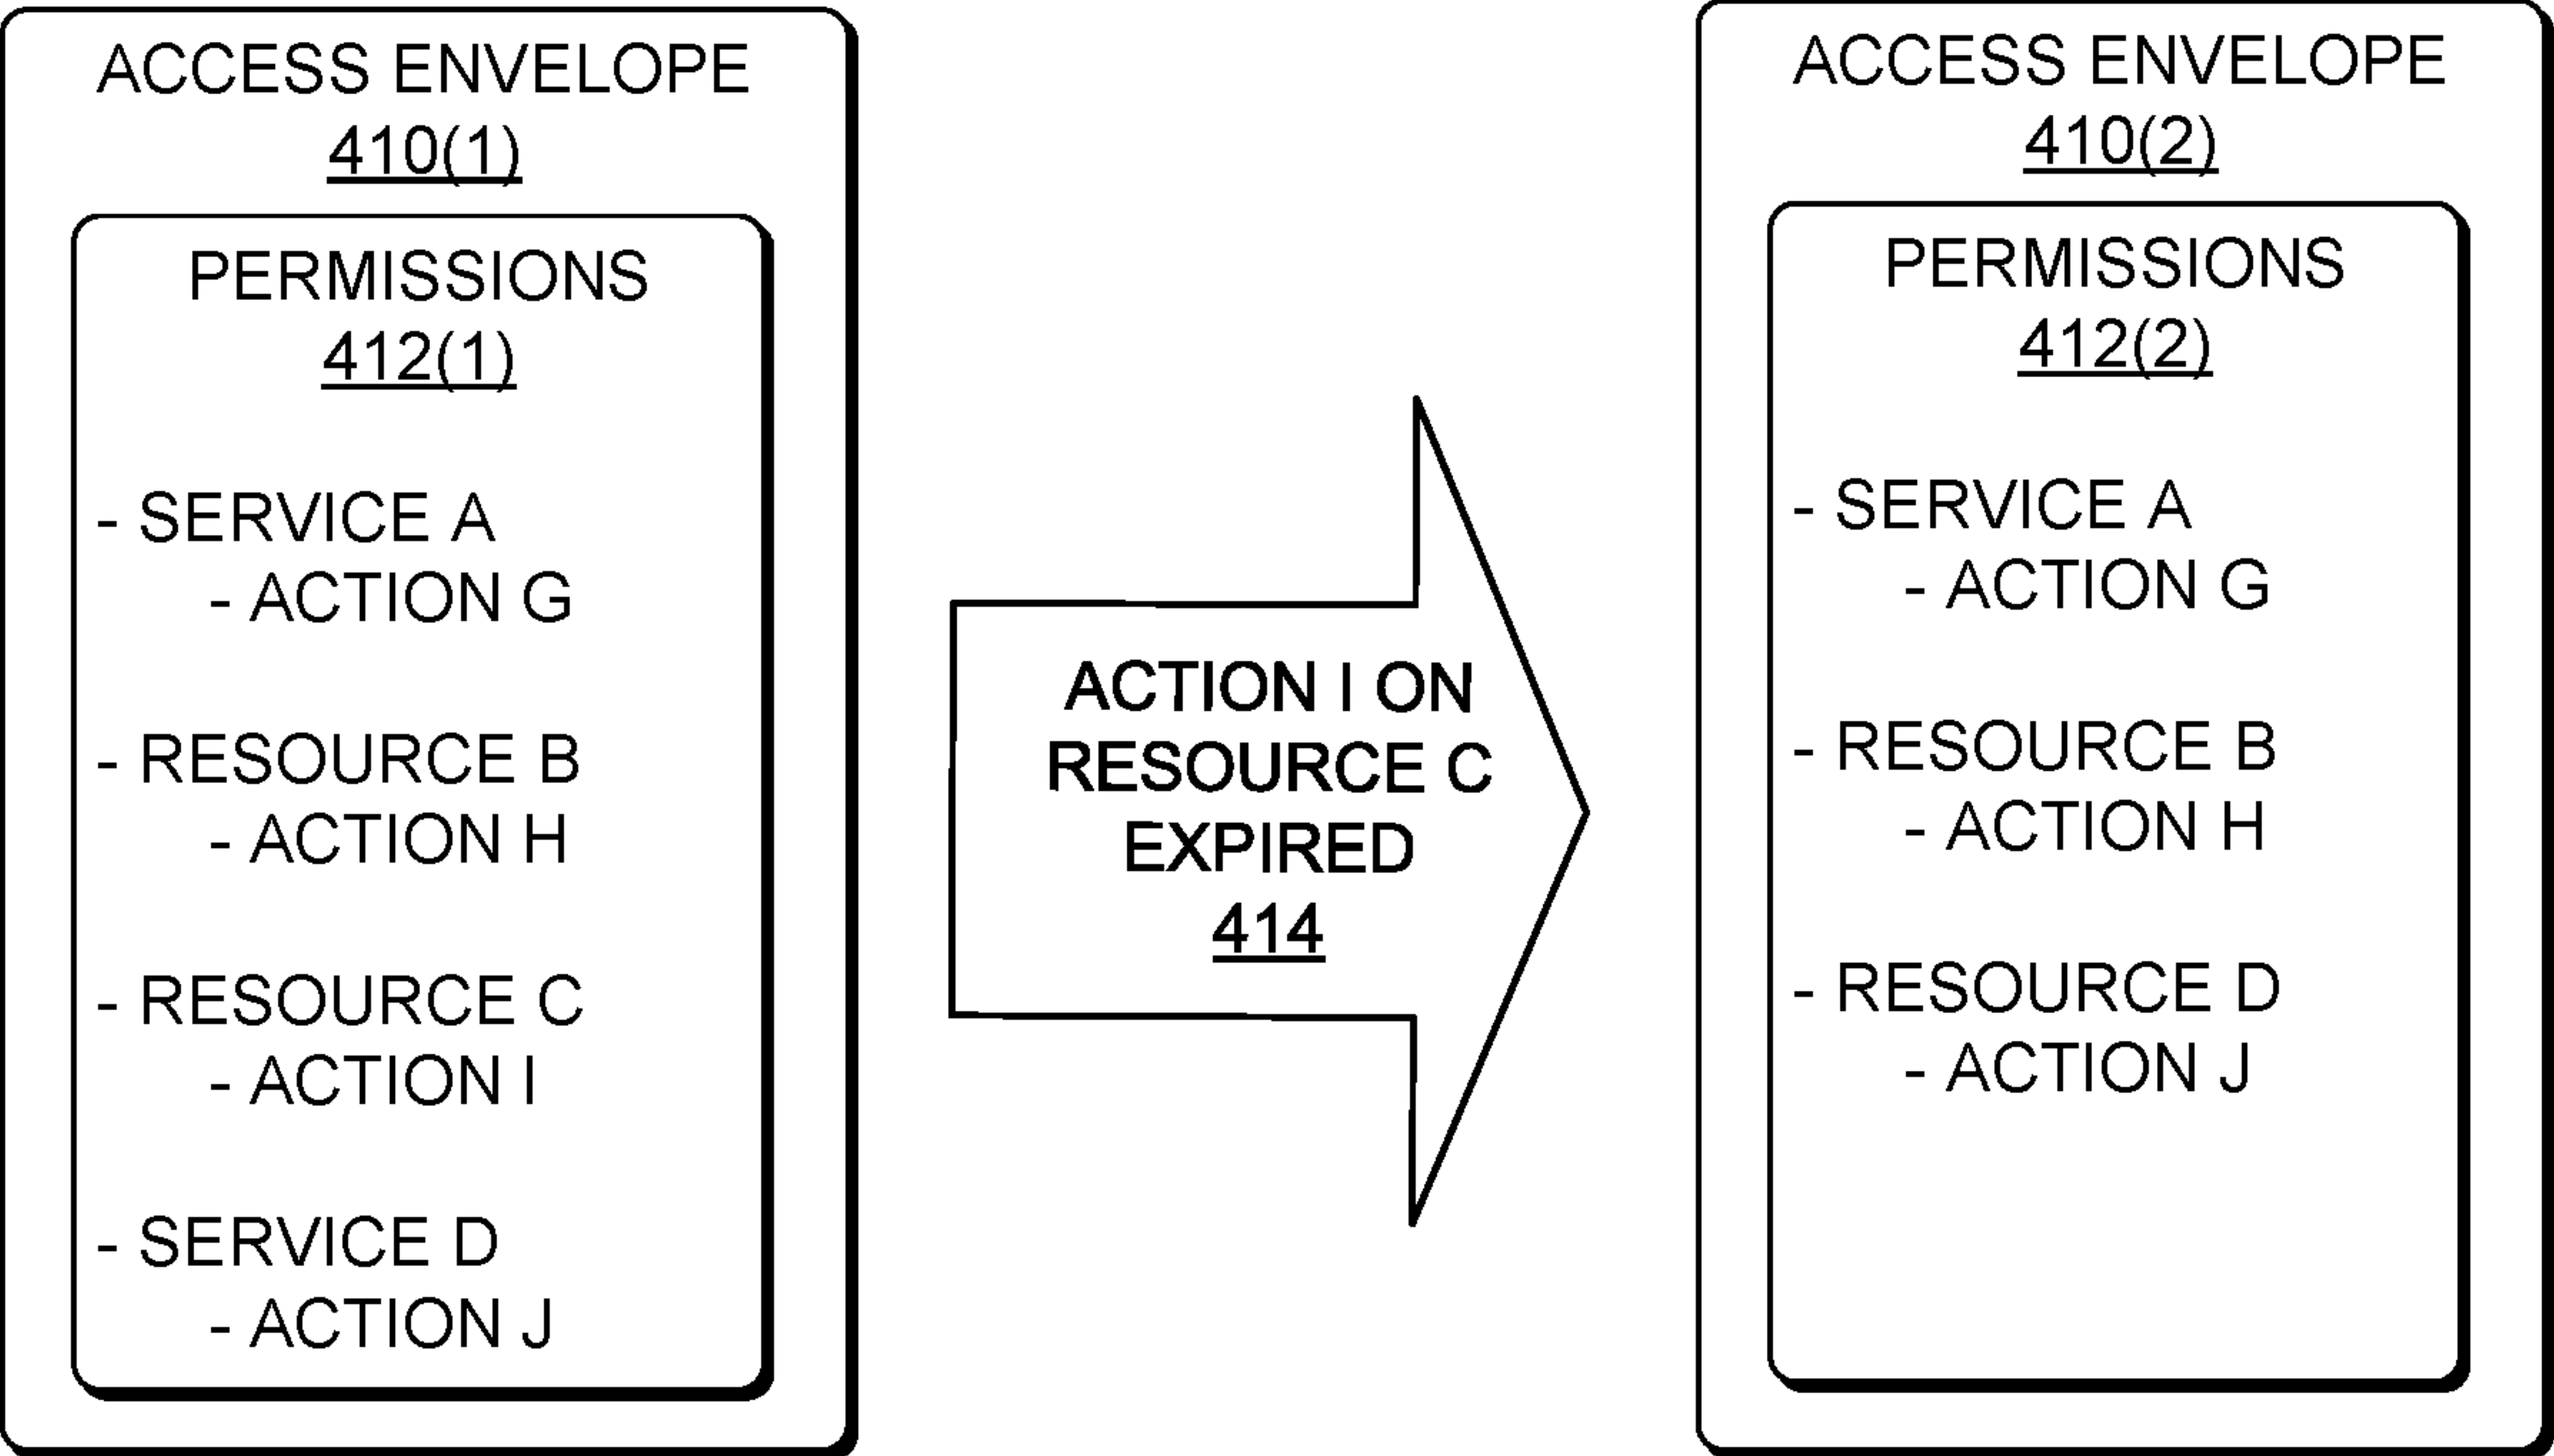 ACCESS ENVELOPE
410(1)
PERMISSIONS
412(1)
- SERVICE A
- ACTION G
- RESOURCE B
- ACTION H
- RESOURCE C
- ACTION I
- SERVICE D
- ACTION J
ACTION I ON
RESOURCE C
EXPIRED
414
ACCESS ENVELOPE
410(2)
PERMISSIONS
412(2)
- SERVICE A
- ACTION G
- RESOURCE B
- ACTION H
- RESOURCE D
- ACTION J